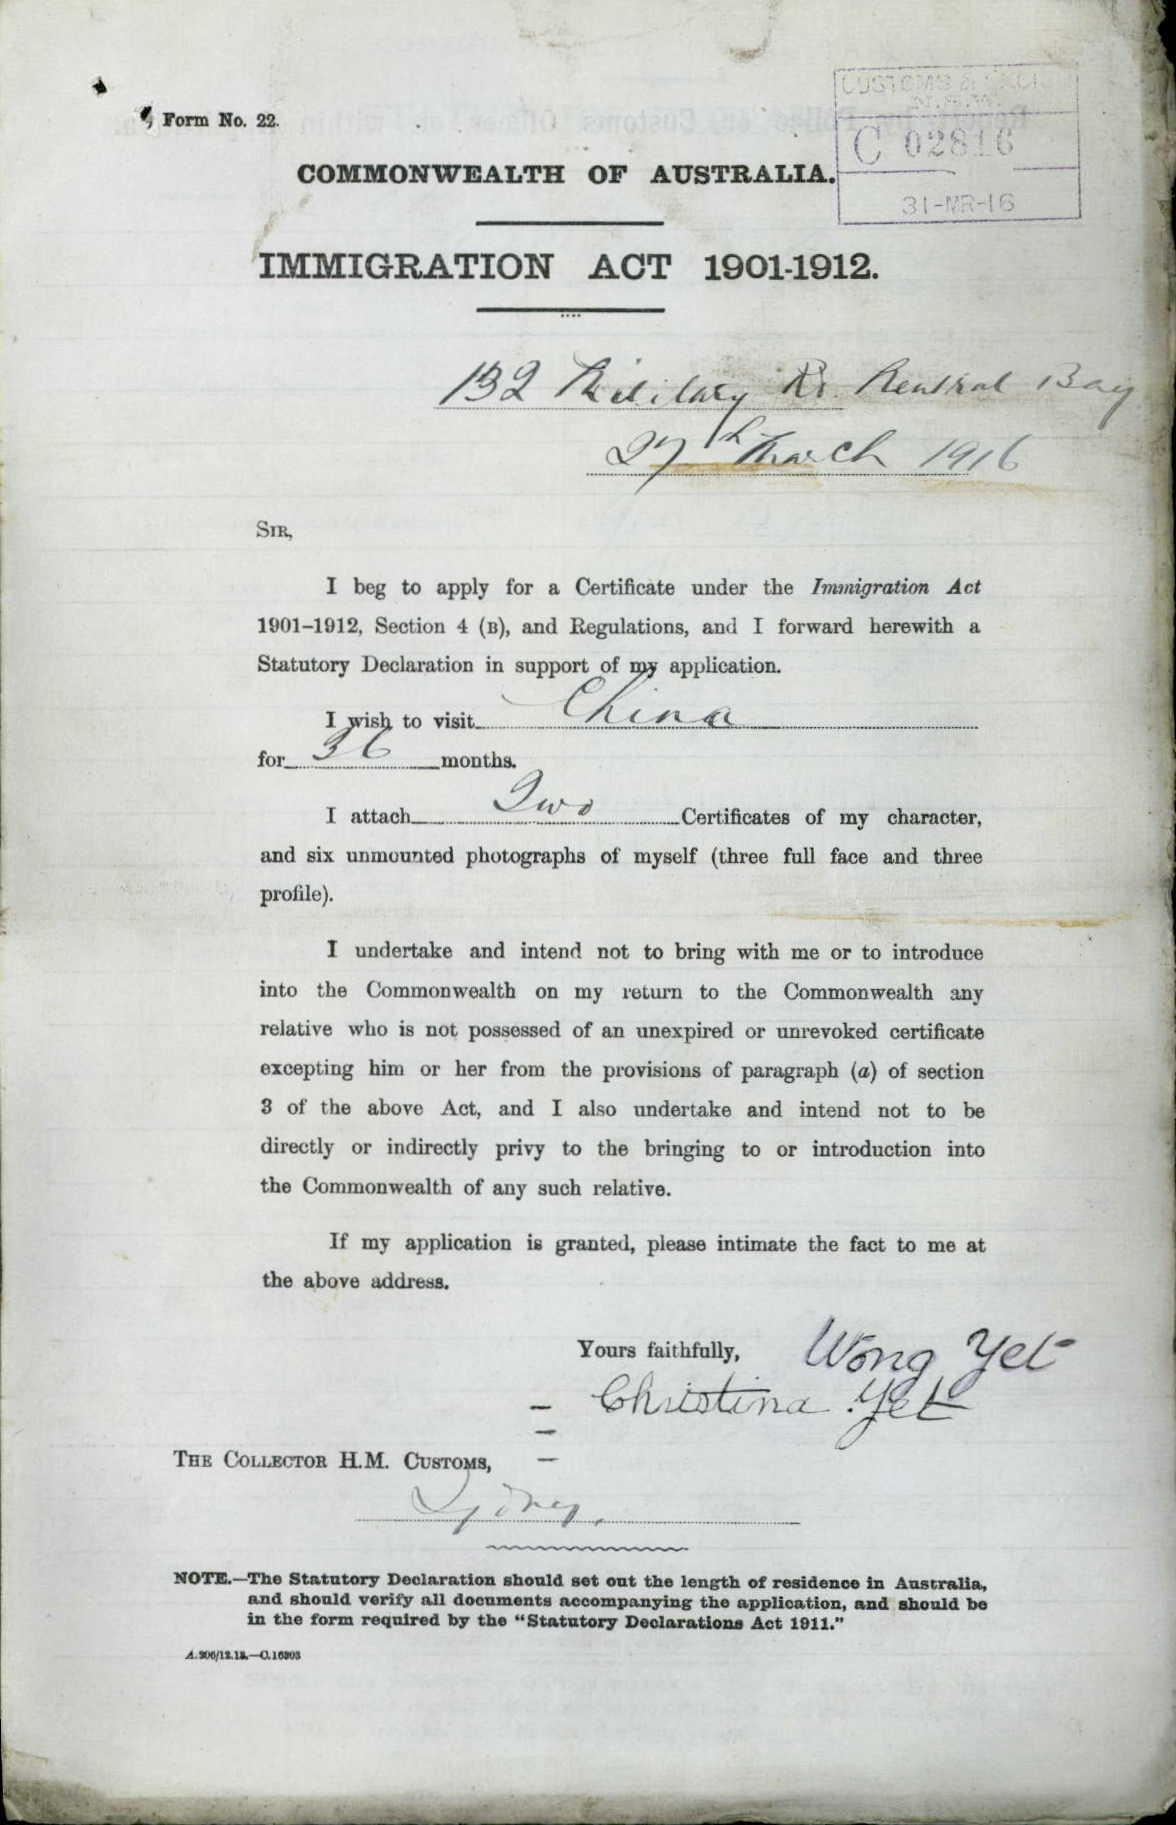 Form No. 22.
CUSTOMS & EXCISE
N.S.W.
C 02816
31-MR-16
COMMONWEALTH OF AUSTRALIA.
IMMIGRATION ACT 1901-1912.
132 Military Rd. Neutral Bay
27th March 1916
SIR,
I beg to apply for a Certificate under the Immigration Act
1901–1912, Section 4 (B), and Regulations, and I forward herewith a
Statutory Declaration in support of my application.
I wish to visit China
for 36 months.
I attach Two Certificates of my character,
and six unmounted photographs of myself (three full face and three
profile).
I undertake and intend not to bring with me or to introduce
into the Commonwealth on my return to the Commonwealth any
relative who is not possessed of an unexpired or unrevoked certificate
excepting him or her from the provisions of paragraph (a) of section
3 of the above Act, and I also undertake and intend not to be
directly or indirectly privy to the bringing to or introduction into
the Commonwealth of any such relative.
If my application is granted, please intimate the fact to me at
the above address.
Yours faithfully, Wong Yet
Christina Yet
THE COLLECTOR H.M. CUSTOMS,
Sydney.
NOTE.—The Statutory Declaration should set out the length of residence in Australia,
and should verify all documents accompanying the application, and should be
in the form required by the “Statutory Declarations Act 1911.”